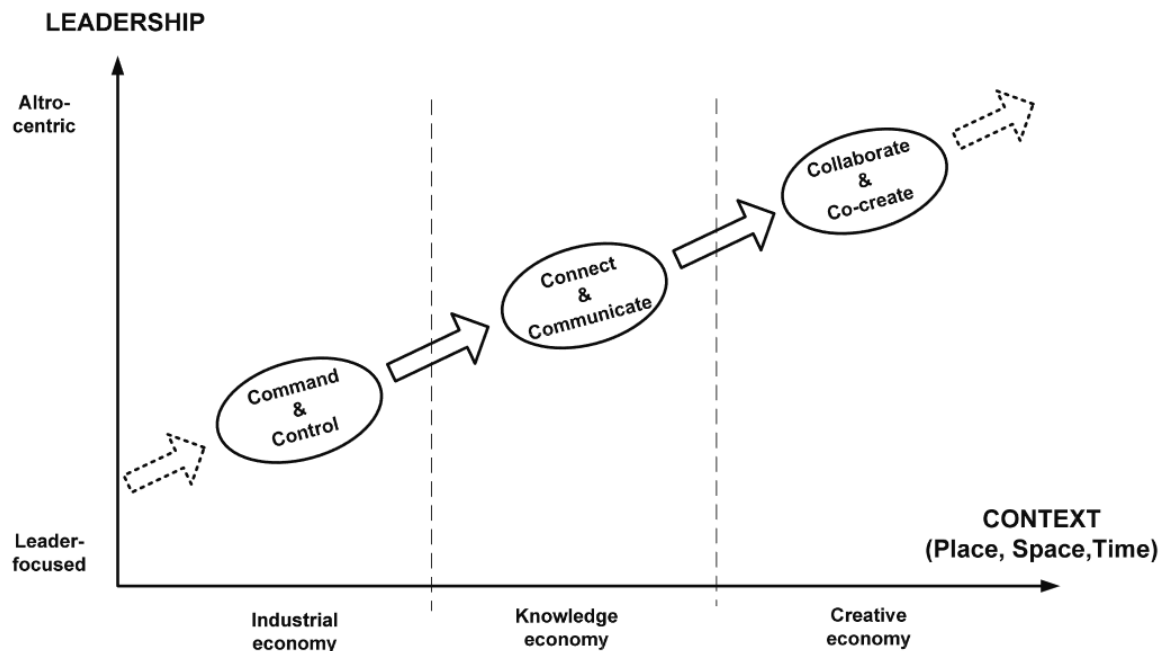 LEADERSHIP
Altro-
centric
Collaborate
&
Co-create
Connect
&
Communicate
Command
&
Control
Leader-
focused
CONTEXT
(Place, Space,Time)
Industrial
economy
Knowledge
economy
Creative
economy